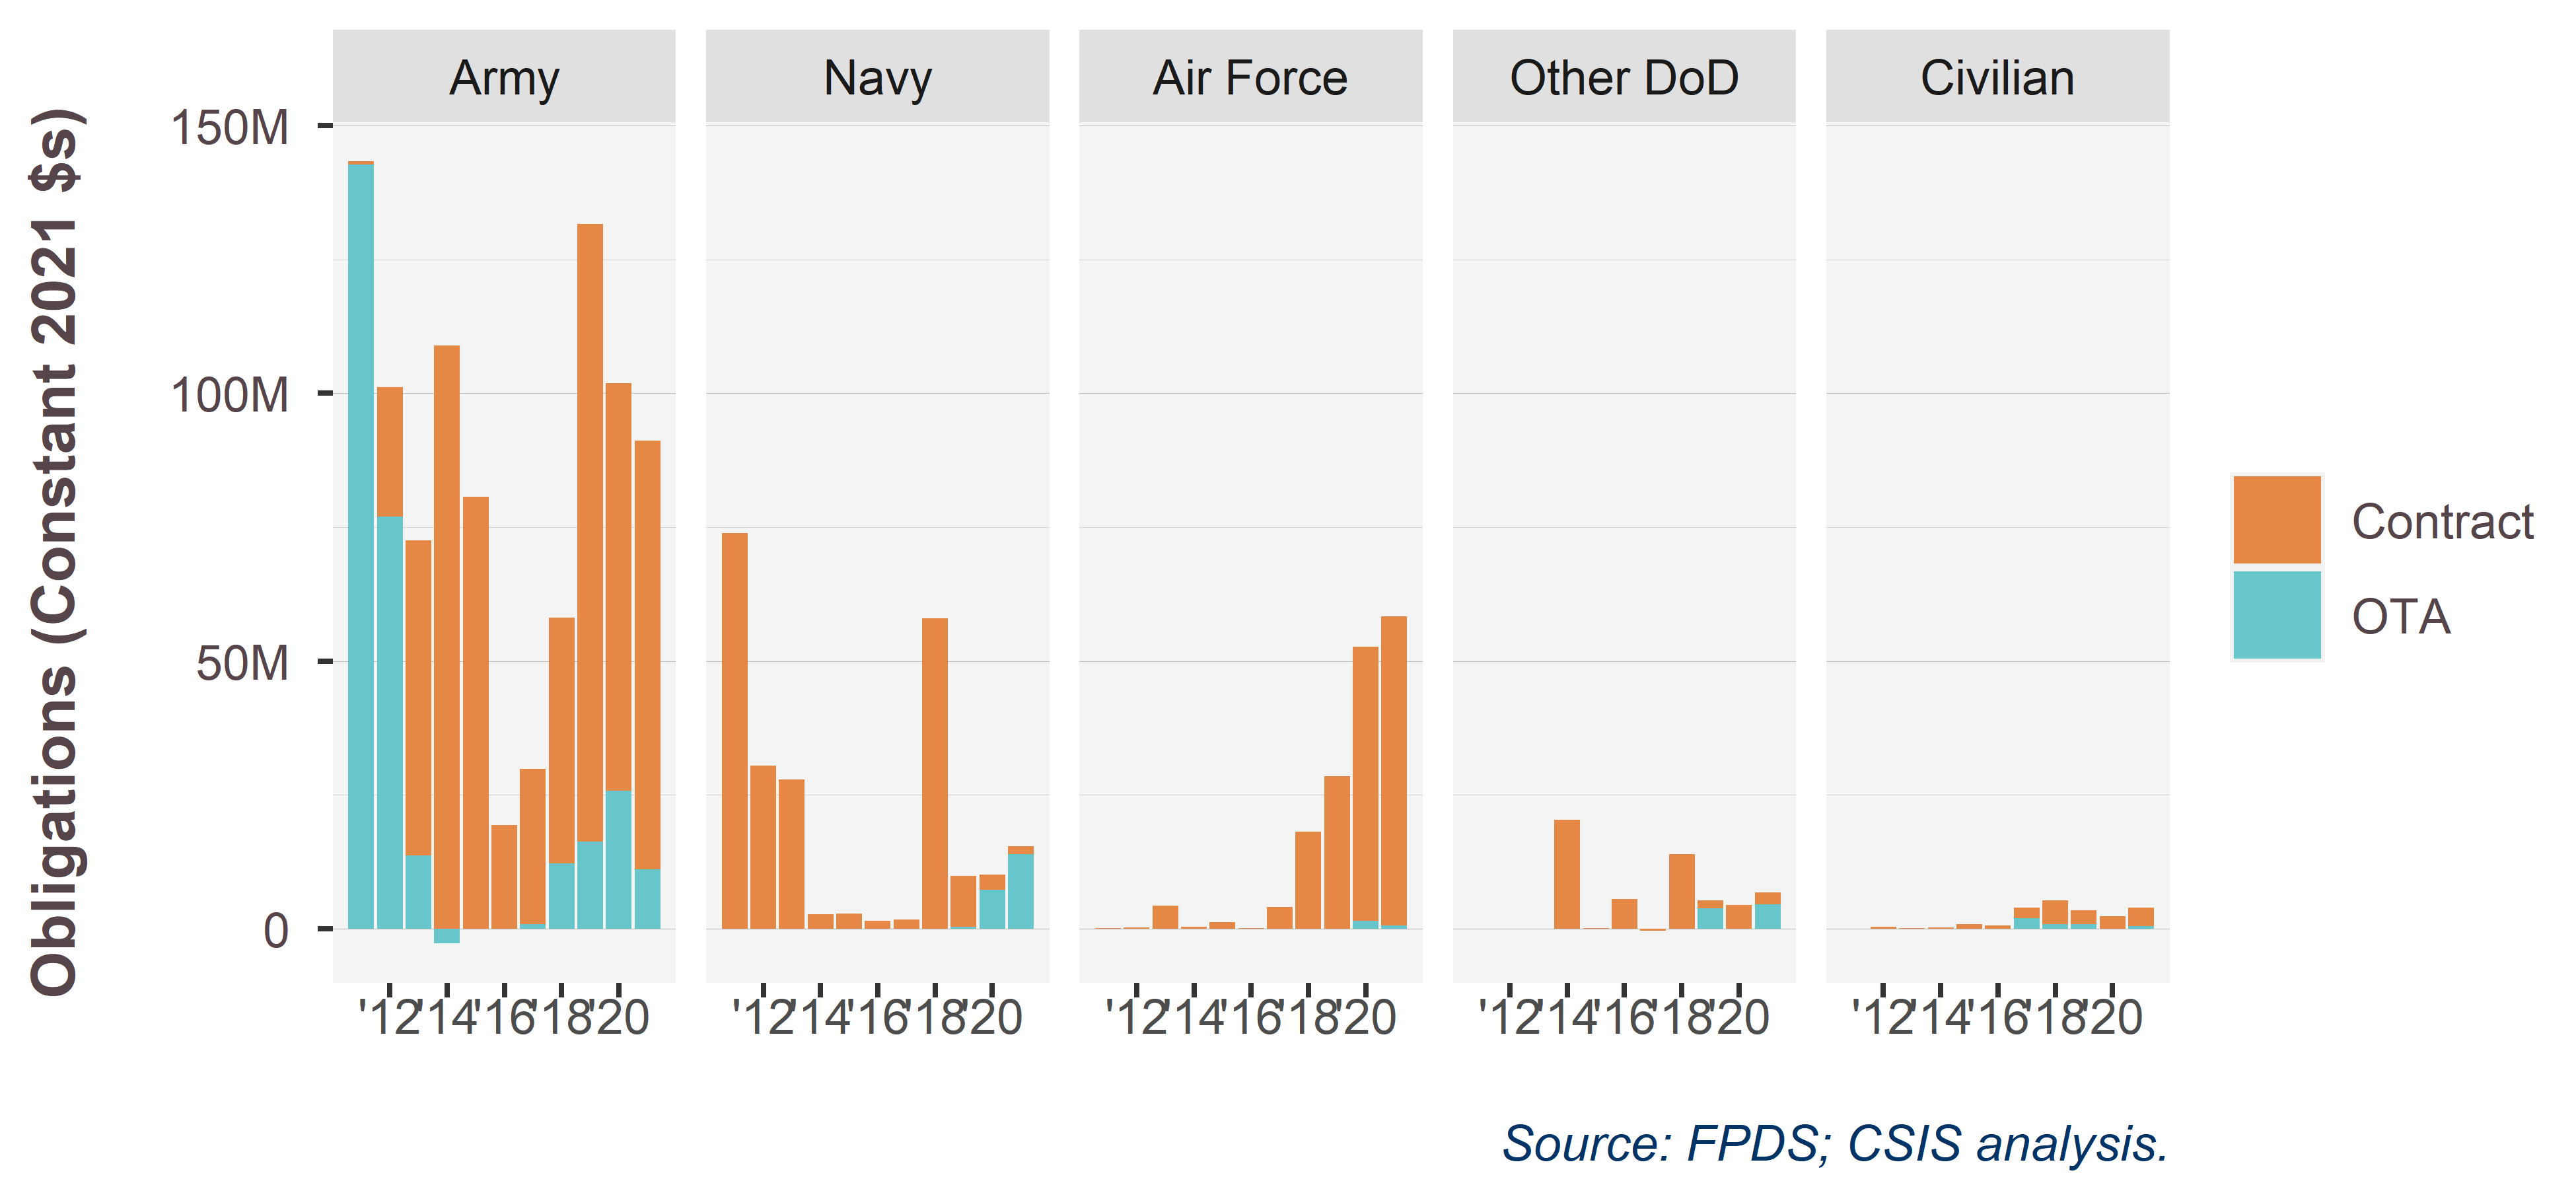 Army Navy Air Force Other DoD Civilian
Obligations (Constant 2021 $s)
150M
100M
50M
0
'12 '14 '16 '18 '20 '12 '14 '16 '18 '20 '12 '14 '16 '18 '20 '12 '14 '16 '18 '20 '12 '14 '16 '18 '20
Contract
OTA
Source: FPDS; CSIS analysis.